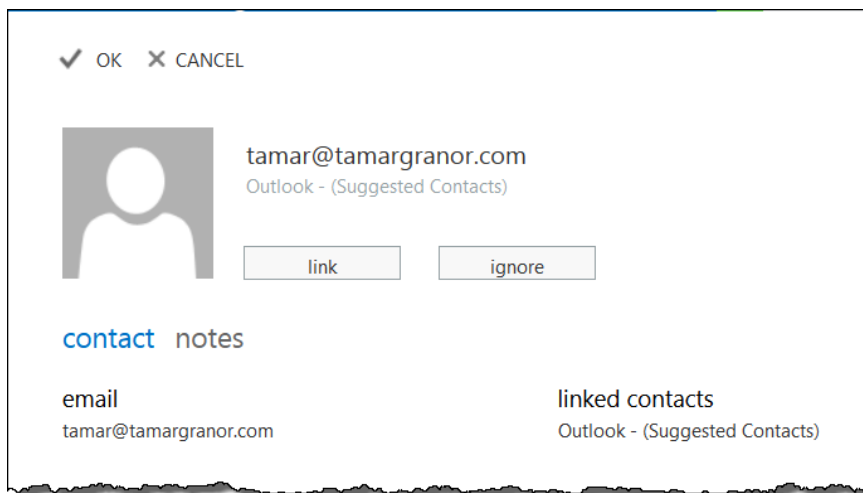 OK CANCEL
tamar@tamargranor.com
Outlook - (Suggested Contacts)
link ignore
contact notes
email linked contacts
tamar@tamargranor.com Outlook - (Suggested Contacts)